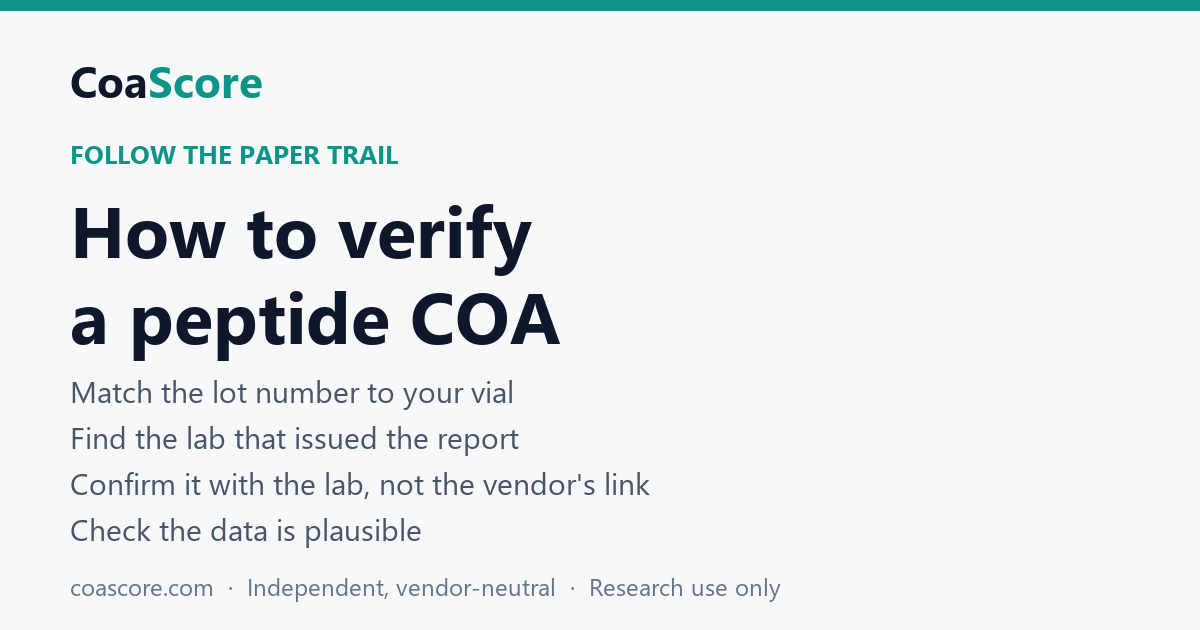 CoaScore
FOLLOW THE PAPER TRAIL
How to verify
a peptide COA
Match the lot number to your vial
Find the lab that issued the report
Confirm it with the lab, not the vendor's link
Check the data is plausible
coascore.com · Independent, vendor-neutral · Research use only